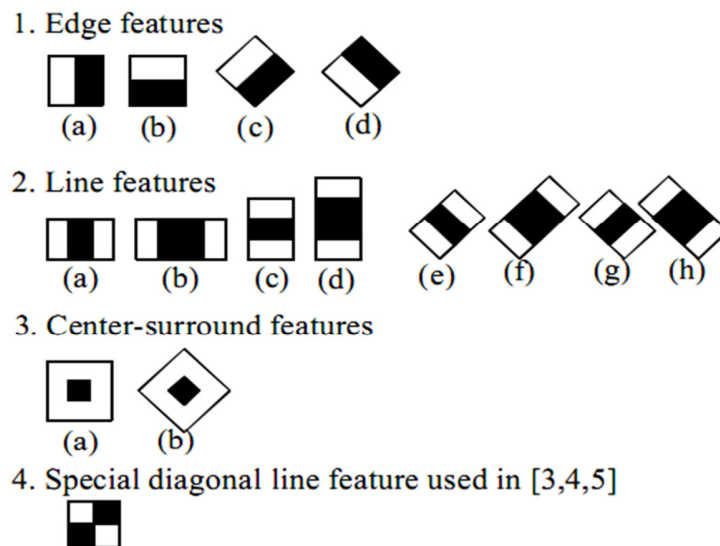 1. Edge features
(a) (b) (c) (d)
2. Line features
(a) (b) (c) (d) (e) (f) (g) (h)
3. Center-surround features
(a) (b)
4. Special diagonal line feature used in [3,4,5]